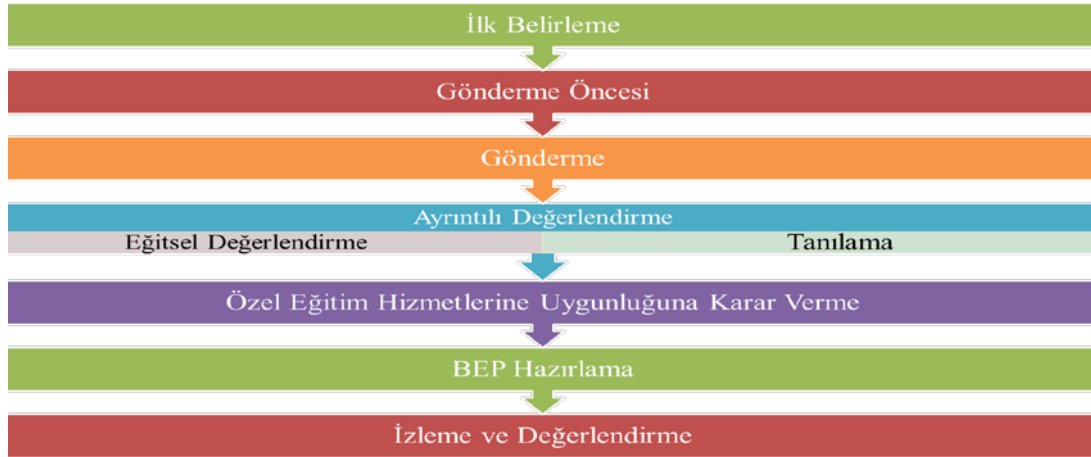 İlk Belirleme
Gönderme Öncesi
Gönderme
Ayrıntılı Değerlendirme
Eğitsel Değerlendirme
Tanılama
Özel Eğitim Hizmetlerine Uygunluğuna Karar Verme
BEP Hazırlama
İzleme ve Değerlendirme